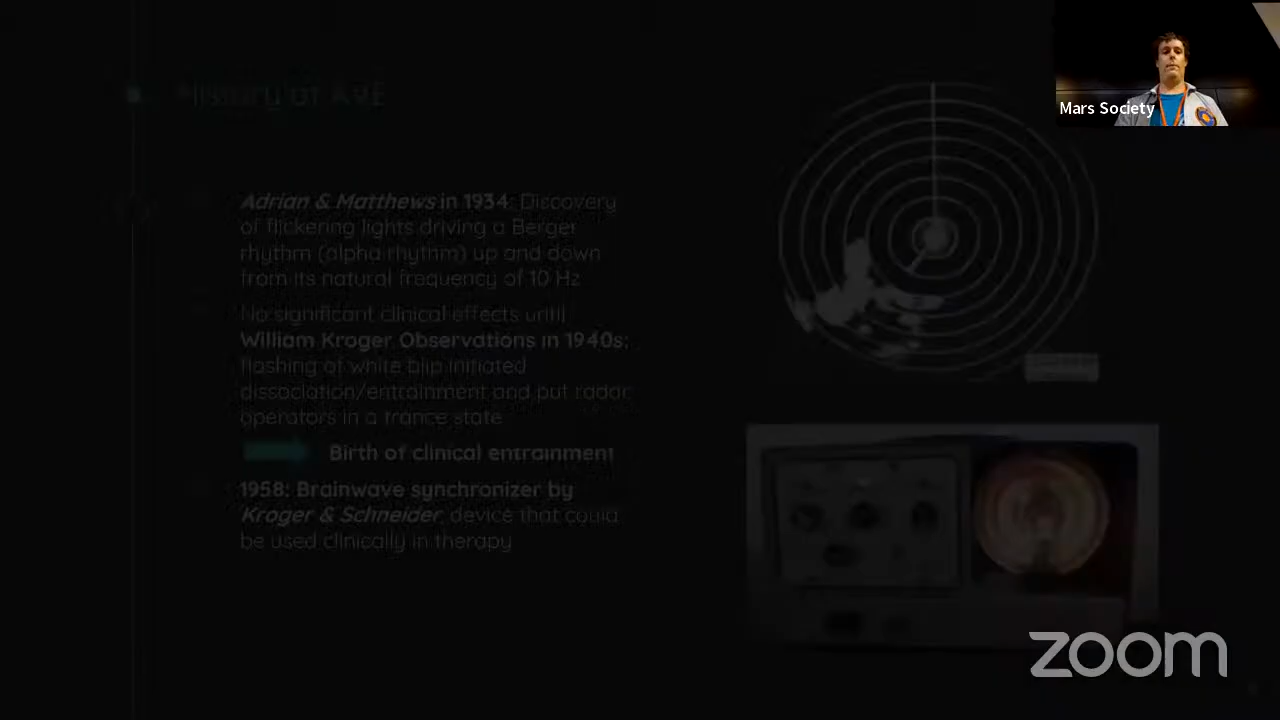 History of AVE
Mars Society
Adrian & Matthews in 1934: Discovery
of flickering lights driving a Berger
rhythm (alpha rhythm) up and down
from its natural frequency of 10 Hz
No significant clinical effects until
William Kroger Observations in 1940s:
flashing of white blip initiated
dissociation/entrainment and put radar
operators in a trance state
Birth of clinical entrainment
1958: Brainwave synchronizer by
Kroger & Schneider: device that could
be used clinically in therapy
zoom